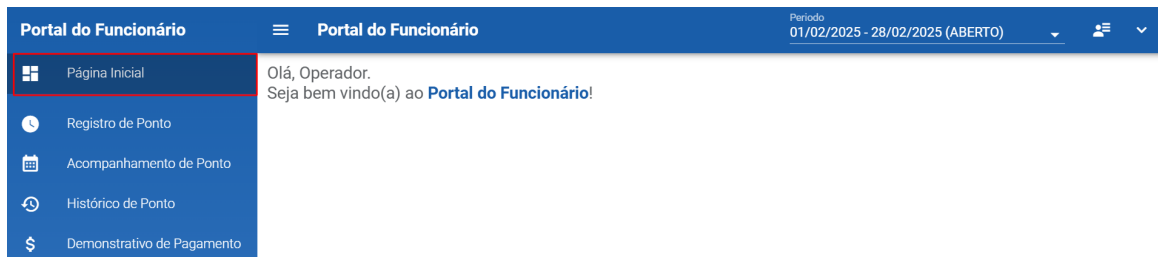 Portal do Funcionário
Portal do Funcionário
Periodo
01/02/2025 - 28/02/2025 (ABERTO)
Página Inicial
Registro de Ponto
Acompanhamento de Ponto
Histórico de Ponto
Demonstrativo de Pagamento
Olá, Operador.
Seja bem vindo(a) ao Portal do Funcionário!